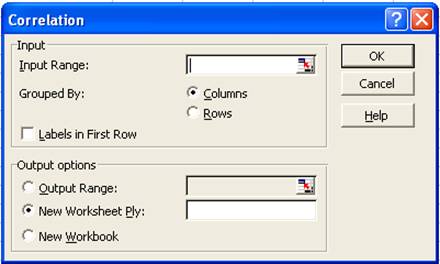 Correlation
Input
Input Range:
Grouped By:
Columns
Rows
Labels in First Row
Output options
Output Range:
New Worksheet Ply:
New Workbook
OK
Cancel
Help